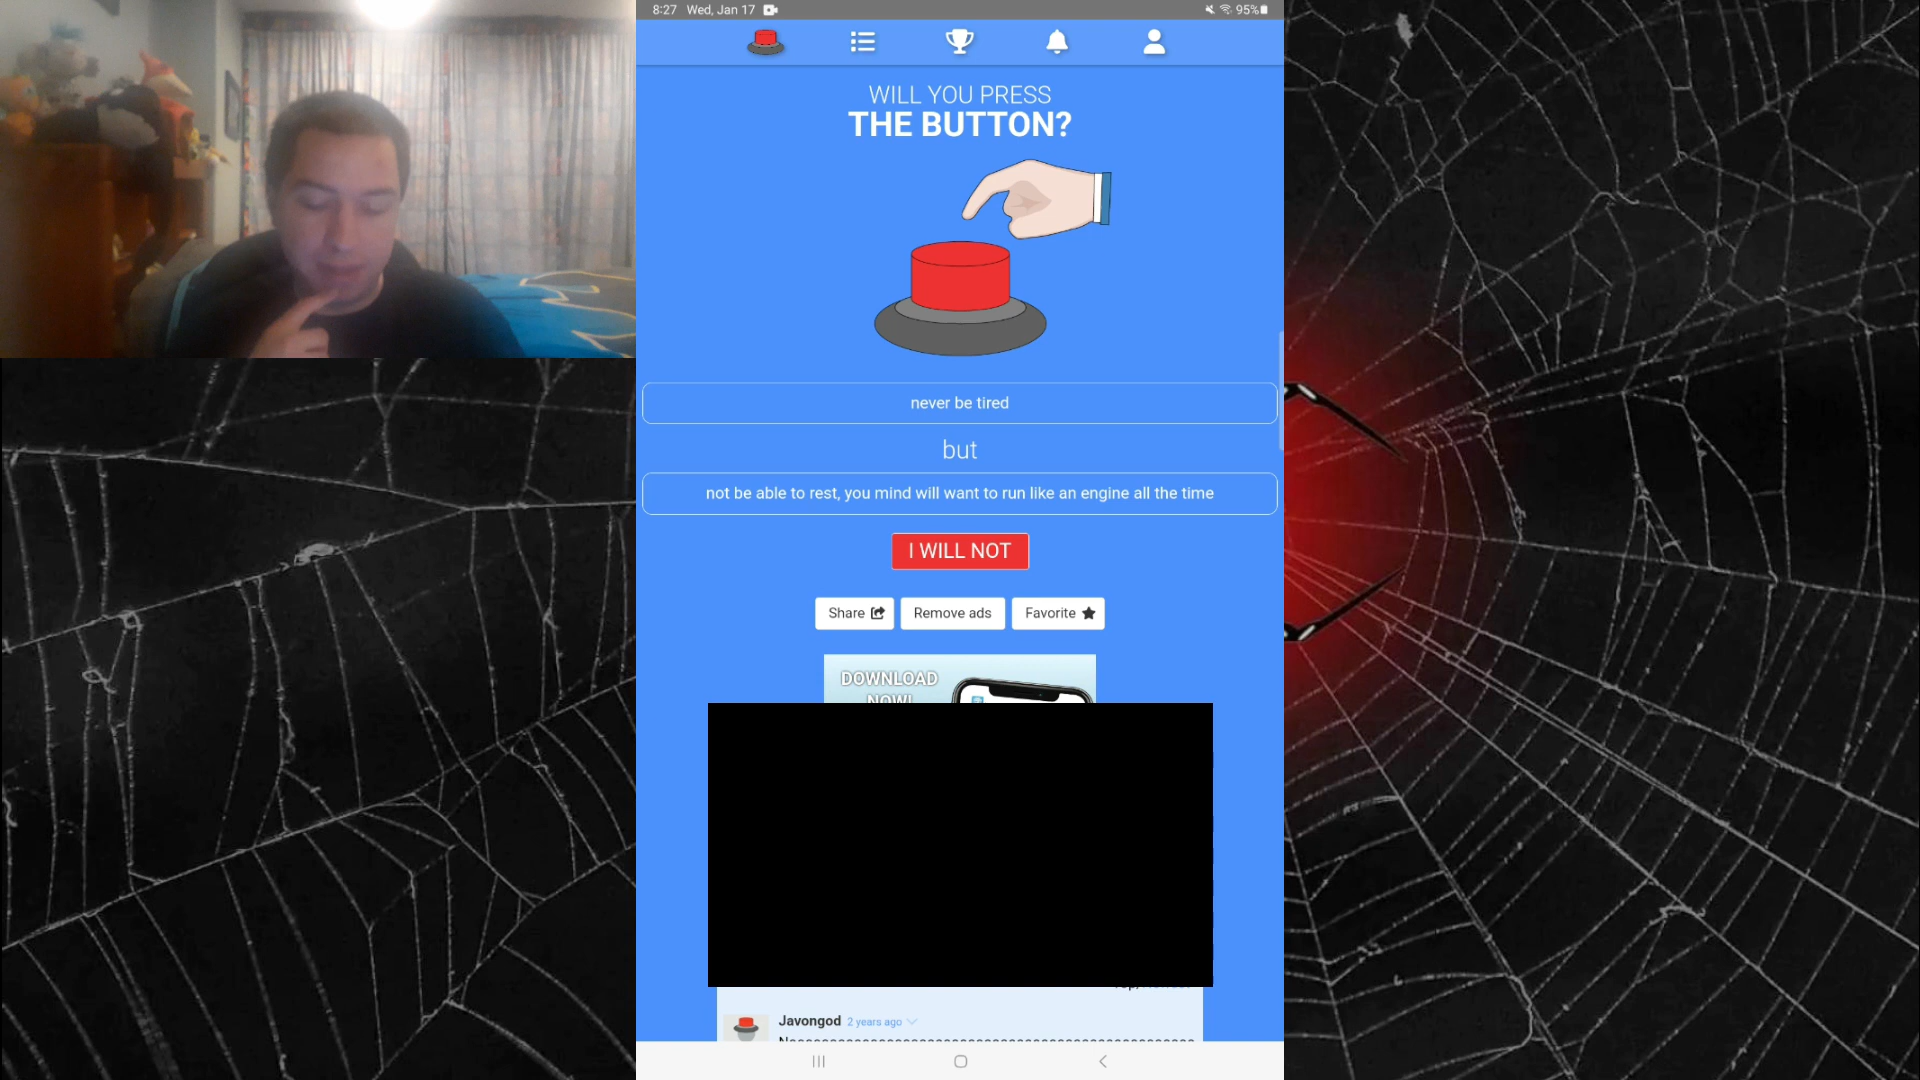 8:27 Wed, Jan 17
95%
WILL YOU PRESS
THE BUTTON?
never be tired
but
not be able to rest, you mind will want to run like an engine all the time
I WILL NOT
Share
Remove ads
Favorite
DOWNLOAD
NOW!
Javongod 2 years ago